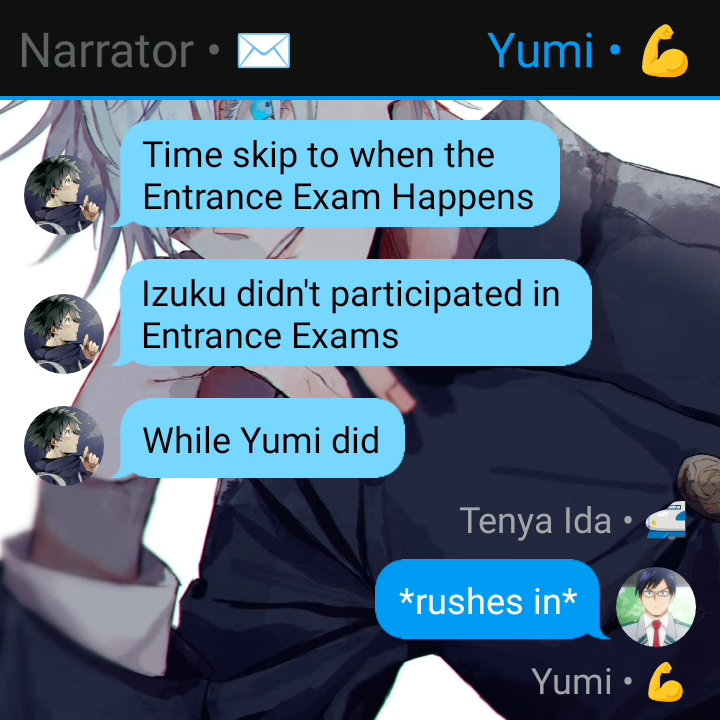 Narrator • ✉️
Yumi • 💪
Time skip to when the
Entrance Exam Happens
Izuku didn't participated in
Entrance Exams
While Yumi did
Tenya Ida • 🚅
*rushes in*
Yumi • 💪